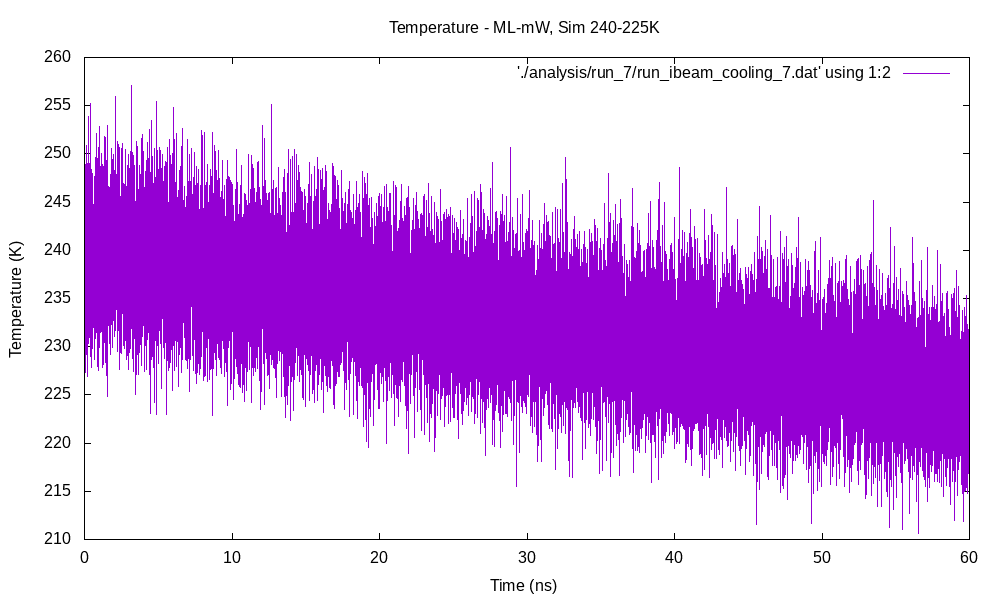 Temperature - ML-mW, Sim 240-225K
'./analysis/run_7/run_ibeam_cooling_7.dat' using 1:2
260
255
250
245
240
235
230
225
220
215
210
Temperature (K)
0 10 20 30 40 50 60
Time (ns)